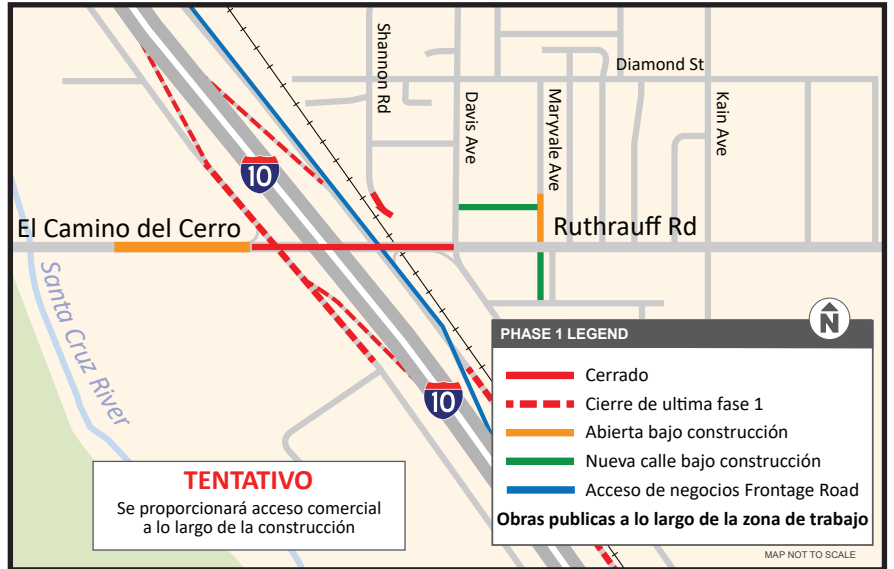 Shannon Rd
Diamond St
Davis Ave
Maryvale Ave
Kain Ave
10
El Camino del Cerro
Ruthrauff Rd
Santa Cruz River
N
PHASE 1 LEGEND
Cerrado
Cierre de ultima fase 1
Abierta bajo construcción
Nueva calle bajo construcción
Acceso de negocios Frontage Road
Obras publicas a lo largo de la zona de trabajo
10
TENTATIVO
Se proporcionará acceso comercial
a lo largo de la construcción
MAP NOT TO SCALE